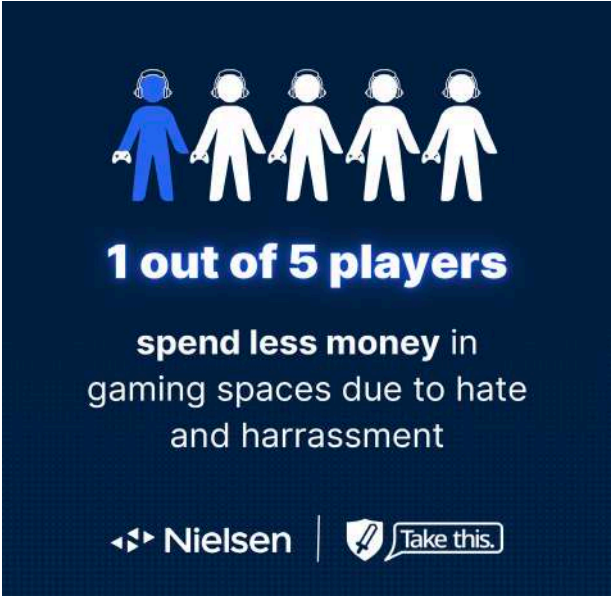 1 out of 5 players
spend less money in
gaming spaces due to hate
and harrassment
Nielsen
Take this.